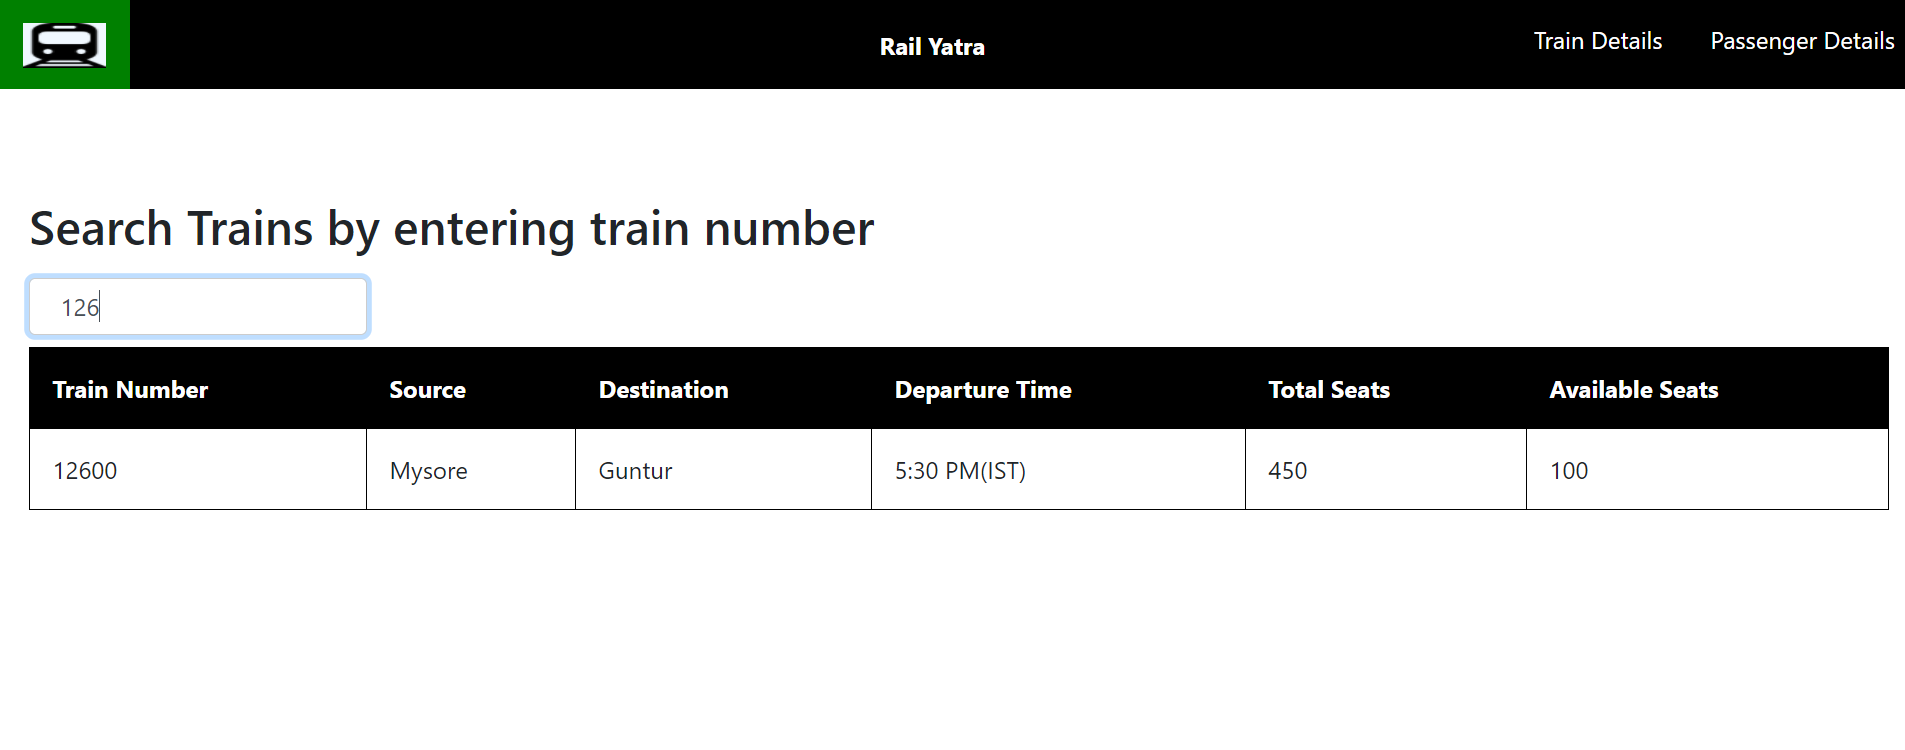 Rail Yatra
Train Details
Passenger Details
Search Trains by entering train number
126
Train Number Source Destination Departure Time Total Seats Available Seats
12600 Mysore Guntur 5:30 PM(IST) 450 100